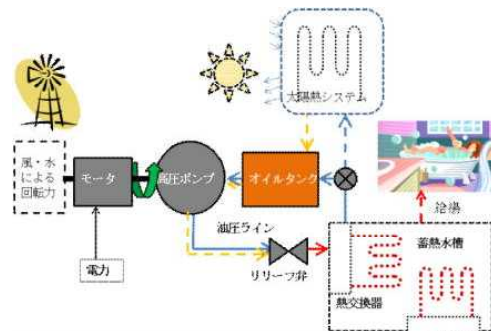 太陽熱システム
風・水
による
回転力
モータ
高圧ポンプ
オイルタンク
給湯
油圧ライン
蓄熱水槽
電力
リリーフ弁
熱交換器